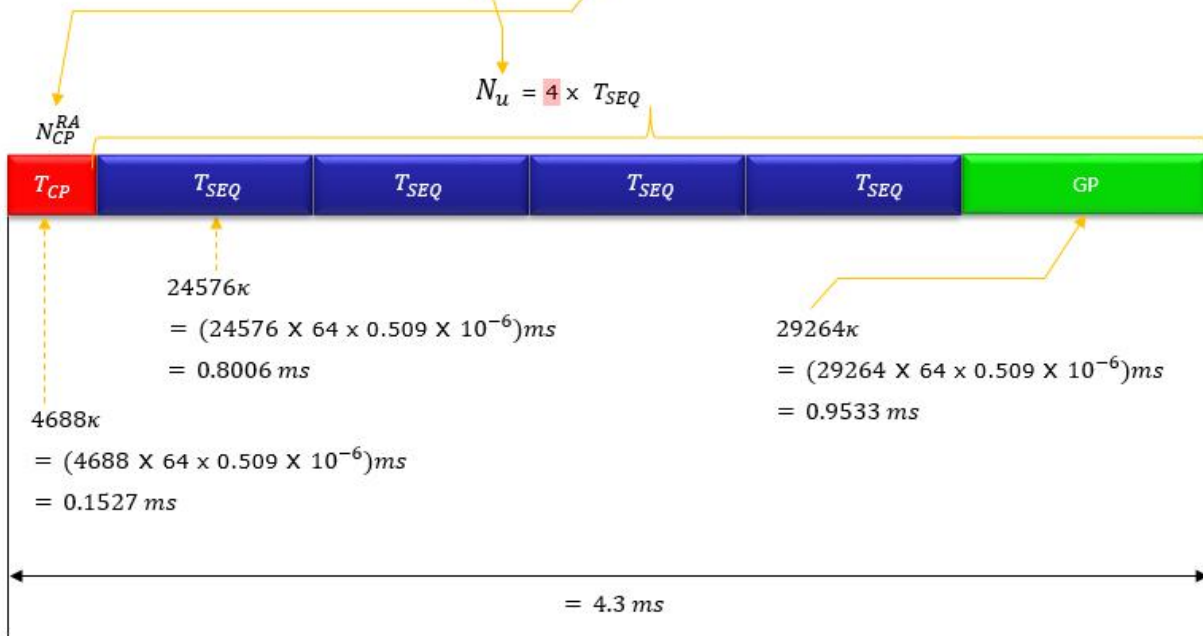 N_u = 4 x T_SEQ
N_CP^RA
T_CP T_SEQ T_SEQ T_SEQ T_SEQ GP
24576κ
= (24576 X 64 x 0.509 X 10^−6)ms
= 0.8006 ms
29264κ
= (29264 X 64 x 0.509 X 10^−6)ms
= 0.9533 ms
4688κ
= (4688 X 64 x 0.509 X 10^−6)ms
= 0.1527 ms
= 4.3 ms